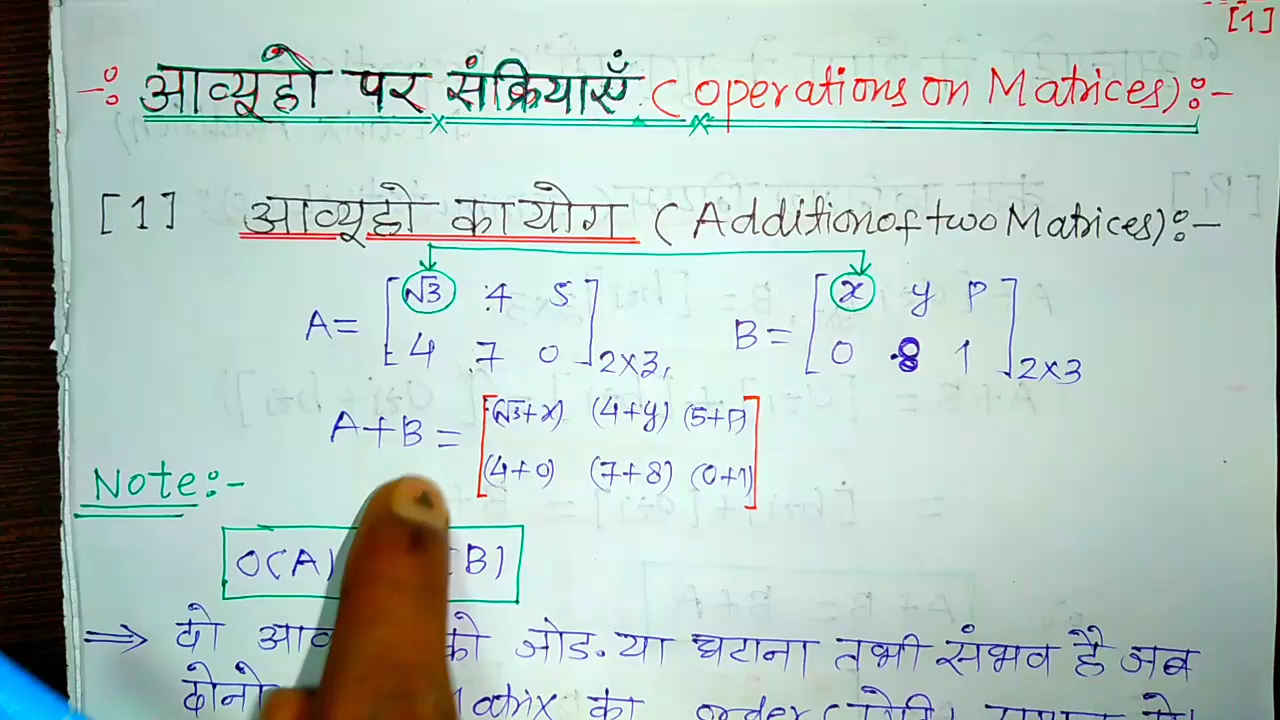 [1]
-: आव्यूहो पर संक्रियाएँ (operations on Matrices):-
[1] आव्यूहो का योग (Addition of two Matrices):-
A = [√3 4 5
4 7 0] 2×3,
B = [x y P
0 8 1] 2×3
A+B = [(√3+x) (4+y) (5+P)
(4+0) (7+8) (0+1)]
Note:-
O(A) (B)
⇒ दो को जोड. या घटाना तभी संभव है जब
order